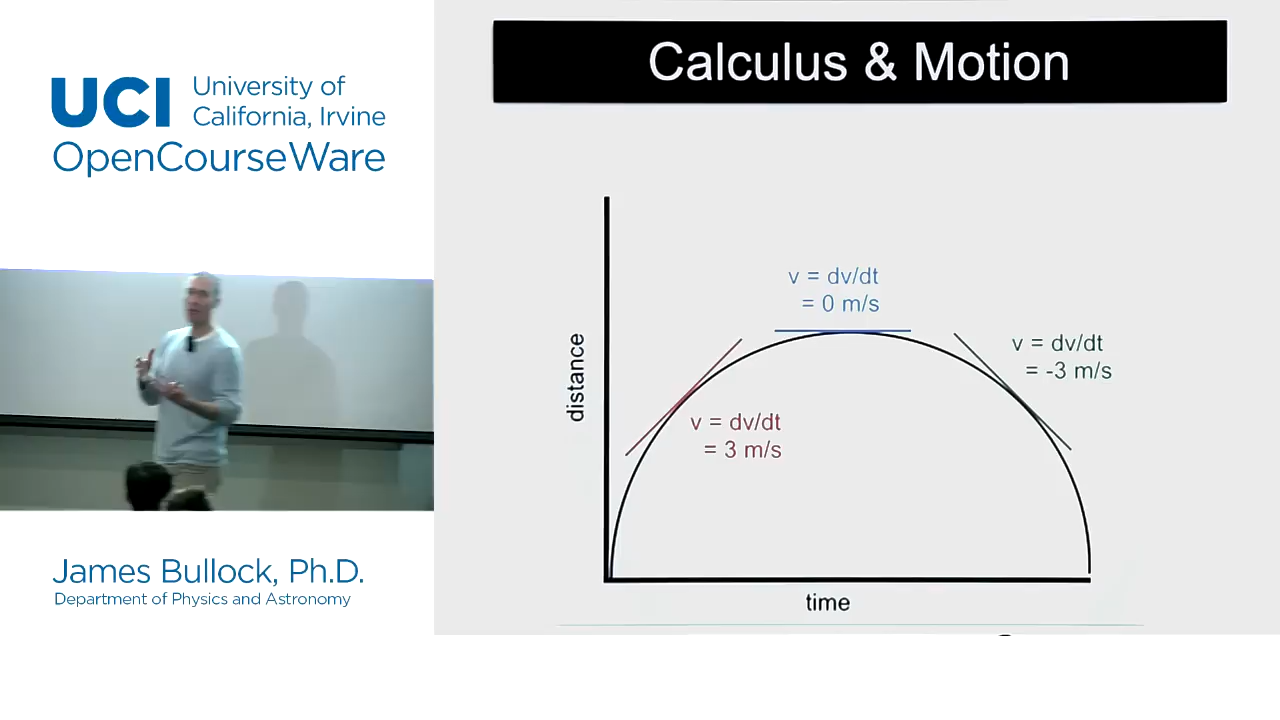 UCI University of
California, Irvine
OpenCourseWare
James Bullock, Ph.D.
Department of Physics and Astronomy
Calculus & Motion
v = dv/dt
= 0 m/s
v = dv/dt
= -3 m/s
v = dv/dt
= 3 m/s
distance
time